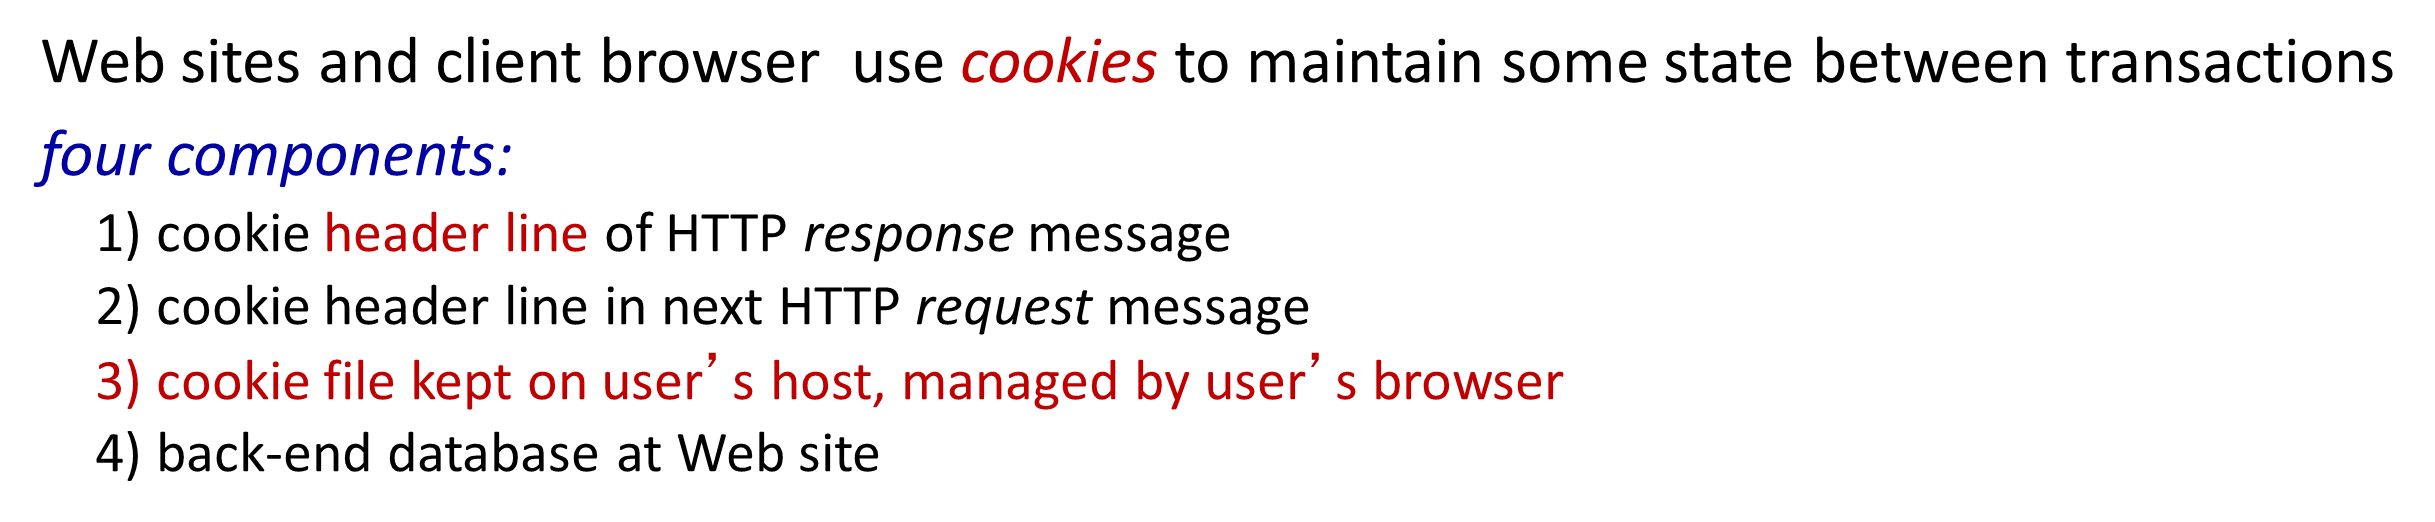 Web sites and client browser  use cookies to maintain some state between transactions
four components:
1) cookie header line of HTTP response message
2) cookie header line in next HTTP request message
3) cookie file kept on user’s host, managed by user’s browser
4) back-end database at Web site